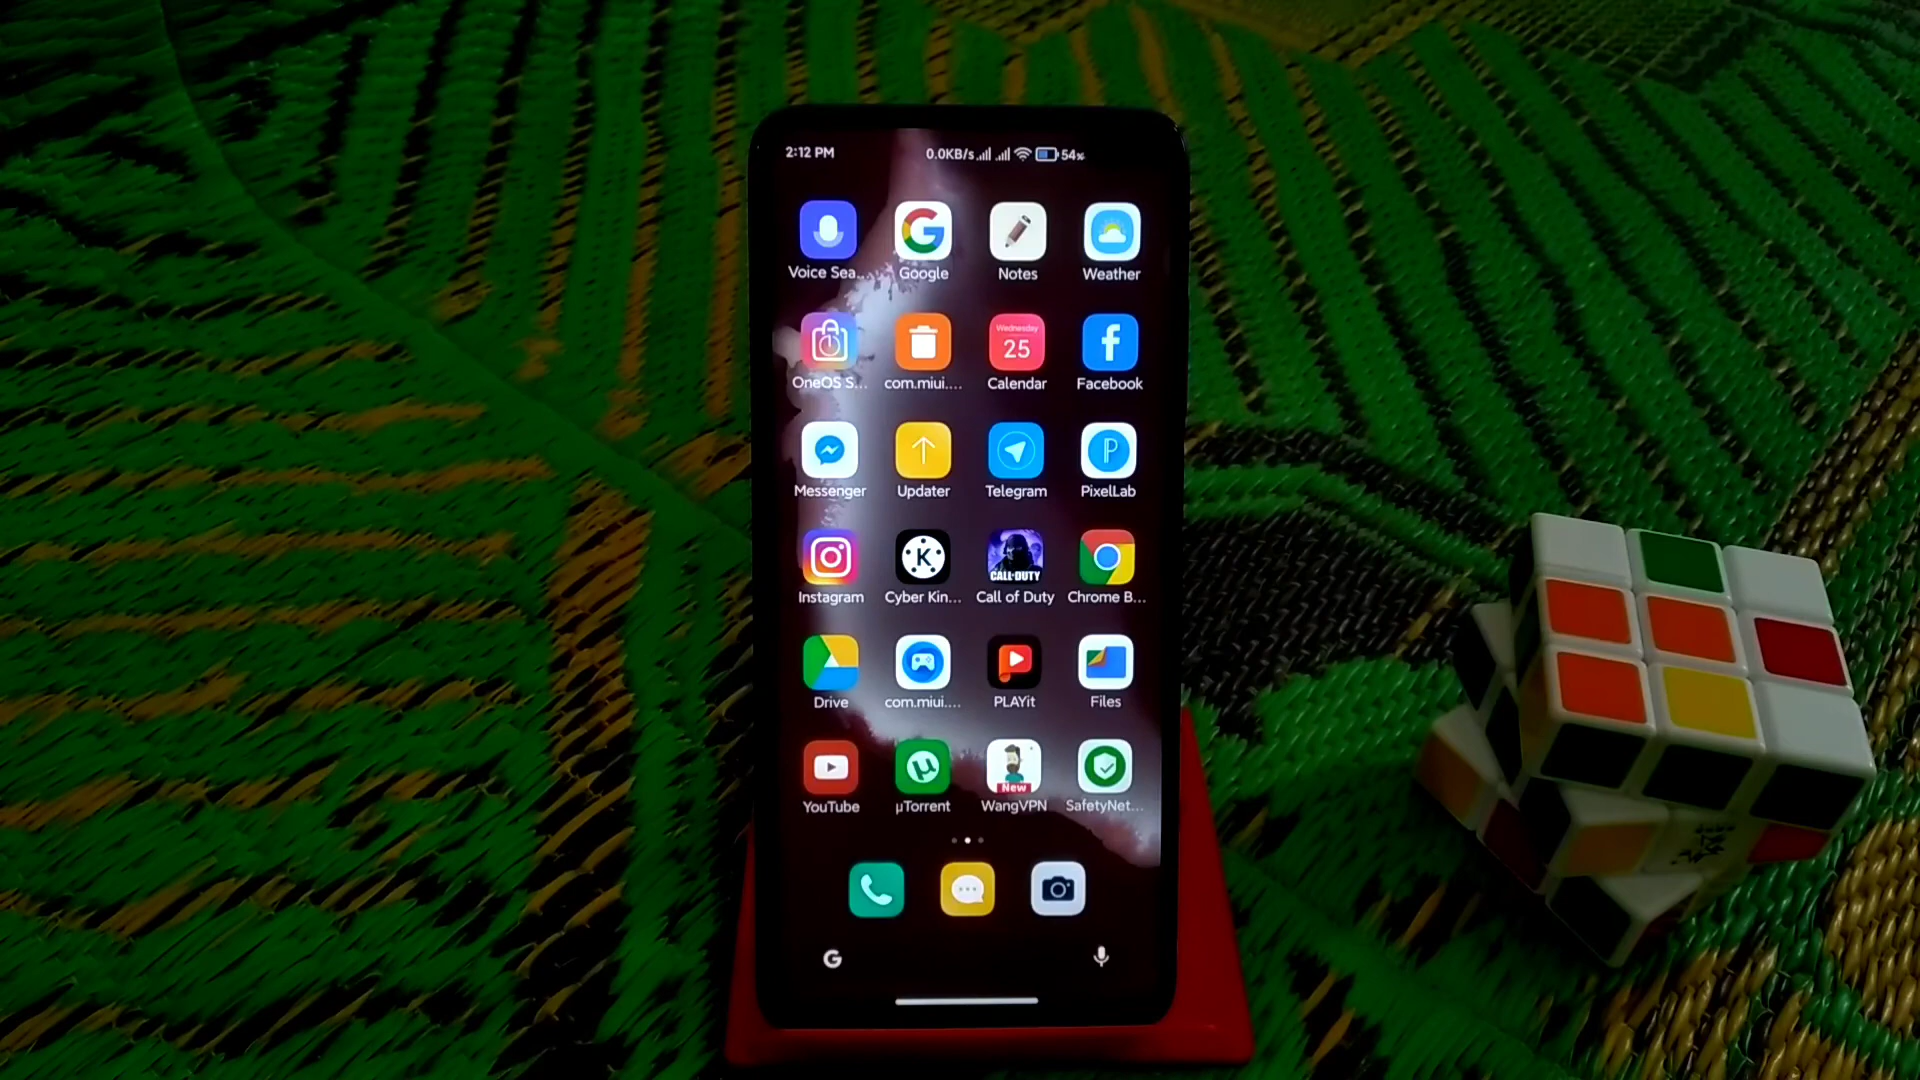 2:12 PM 0.0KB/s 54%
Voice Sea... Google Notes Weather
Wednesday
25
OneOS S... com.miui.... Calendar Facebook
Messenger Updater Telegram PixelLab
K
CALL·DUTY
Instagram Cyber Kin... Call of Duty Chrome B...
Drive com.miui.... PLAYit Files
New
YouTube µTorrent WangVPN SafetyNet...
G